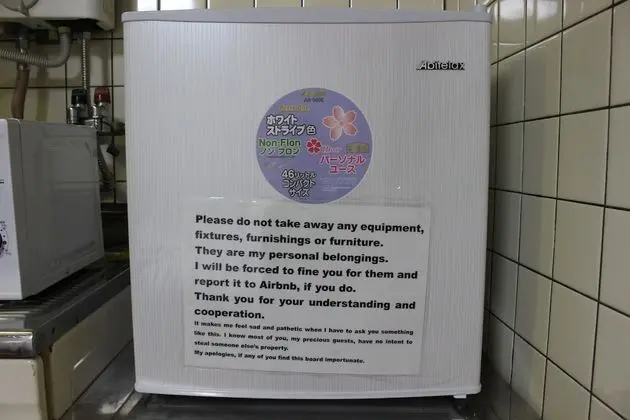 Abitelax
ホワイト
ストライプ色
Non-Flon
ノンフロン
パーソナル
ユース
46リットル
コンパクト
サイズ
Please do not take away any equipment,
fixtures, furnishings or furniture.
They are my personal belongings.
I will be forced to fine you for them and
report it to Airbnb, if you do.
Thank you for your understanding and
cooperation.
It makes me feel sad and pathetic when I have to ask you something
like this. I know most of you, my precious guests, have no intent to
steal someone else's property.
My apologies, if any of you find this board importunate.